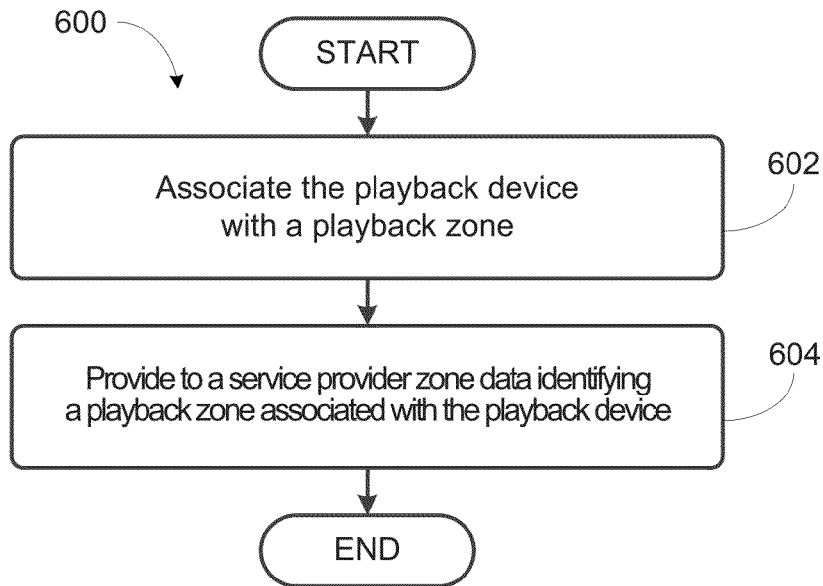 600
START
Associate the playback device
with a playback zone
602
Provide to a service provider zone data identifying
a playback zone associated with the playback device
604
END